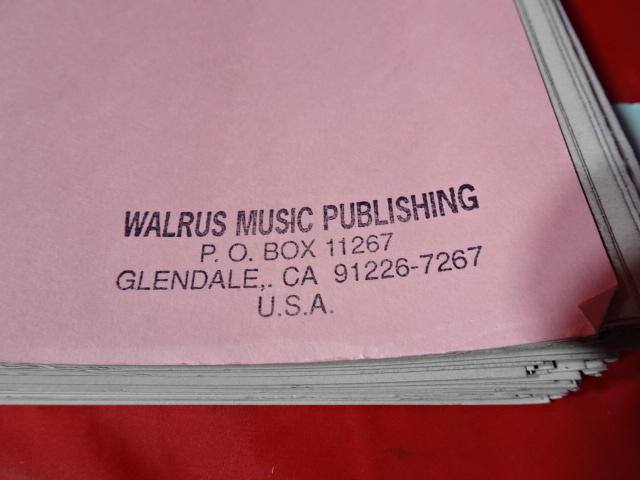 WALRUS MUSIC PUBLISHING
P. O. BOX 11267
GLENDALE,. CA 91226-7267
U.S.A.